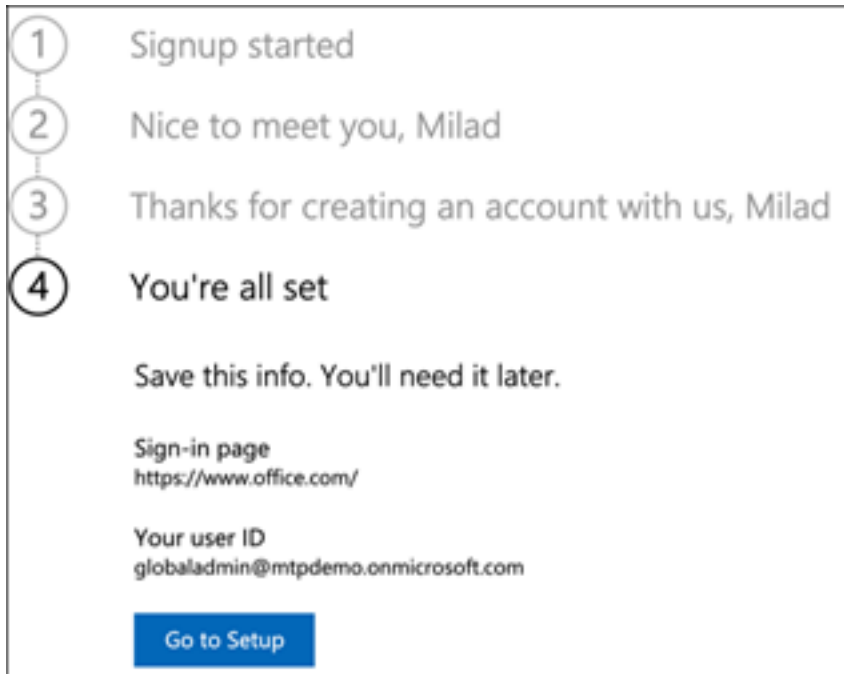 1 Signup started
2 Nice to meet you, Milad
3 Thanks for creating an account with us, Milad
4 You're all set
Save this info. You'll need it later.
Sign-in page
https://www.office.com/
Your user ID
globaladmin@mtpdemo.onmicrosoft.com
Go to Setup